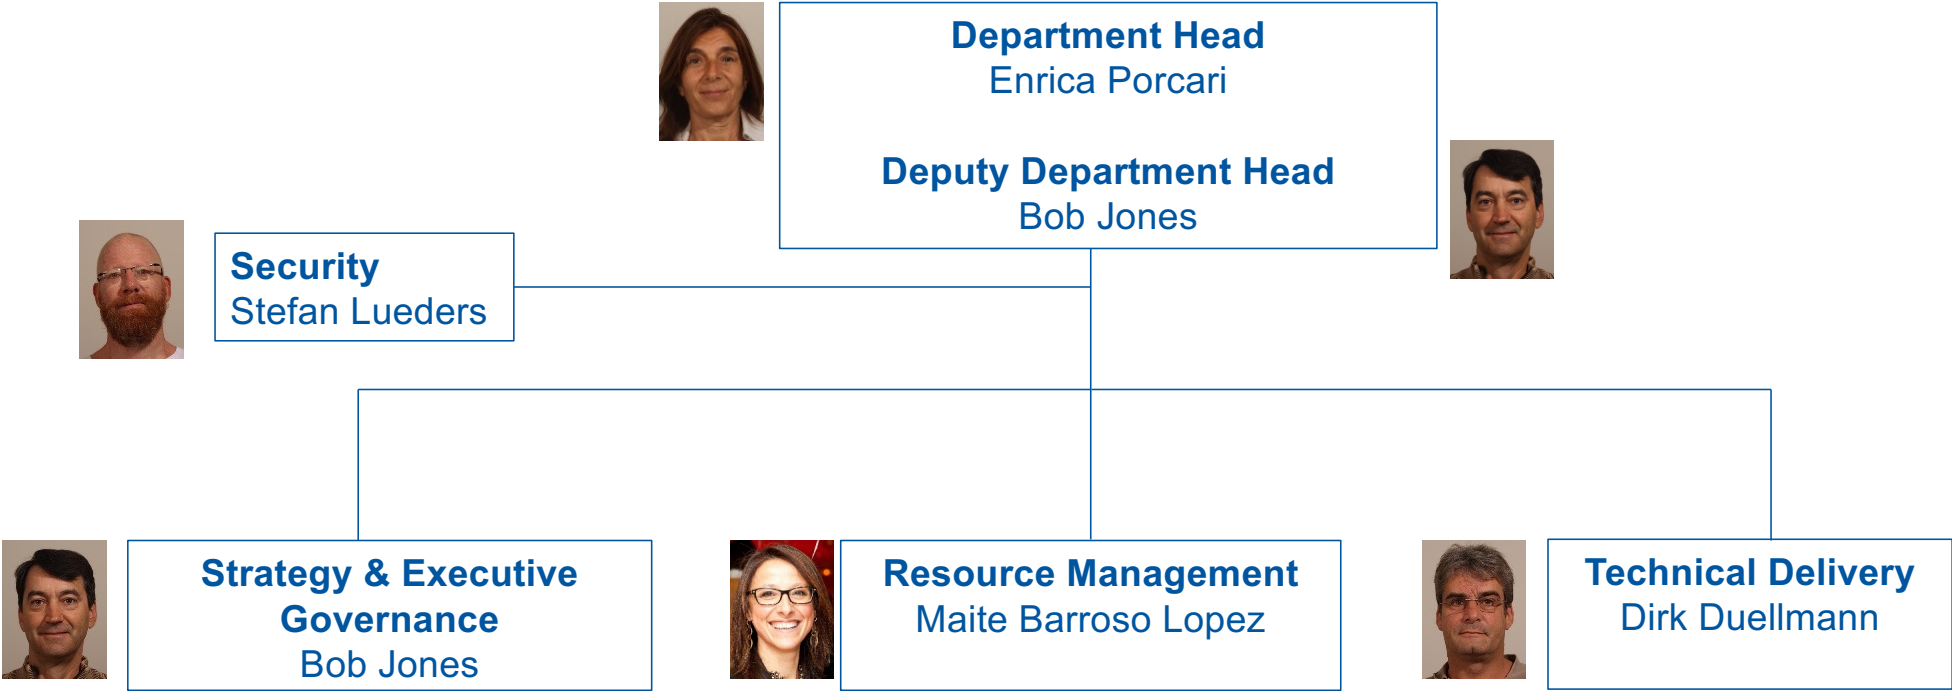 Department Head
Enrica Porcari
Deputy Department Head
Bob Jones
Security
Stefan Lueders
Strategy & Executive
Governance
Bob Jones
Resource Management
Maite Barroso Lopez
Technical Delivery
Dirk Duellmann